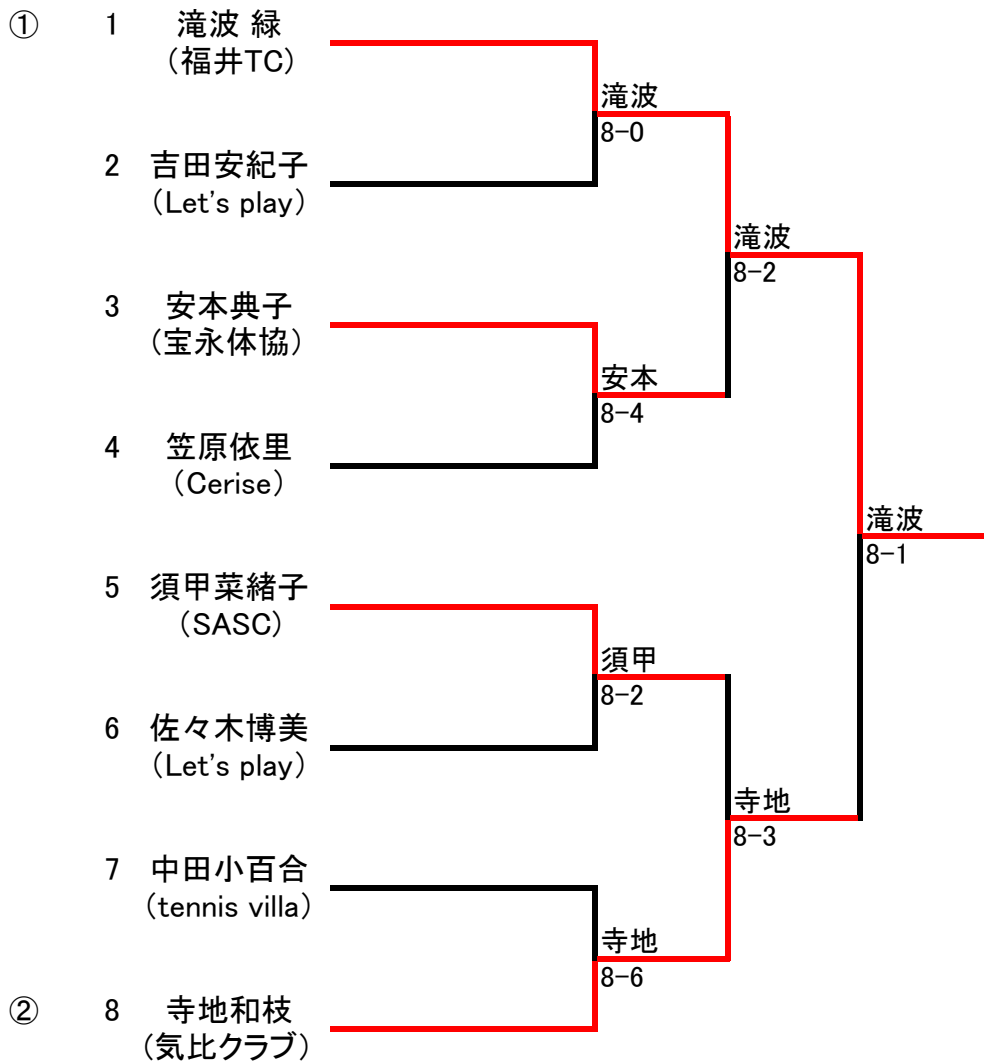 ① 1 滝波 緑
(福井TC)
滝波
8-0
2 吉田安紀子
(Let's play)
滝波
8-2
3 安本典子
(宝永体協)
安本
8-4
4 笠原依里
(Cerise)
滝波
8-1
5 須甲菜緒子
(SASC)
須甲
8-2
6 佐々木博美
(Let's play)
寺地
8-3
7 中田小百合
(tennis villa)
寺地
8-6
② 8 寺地和枝
(気比クラブ)